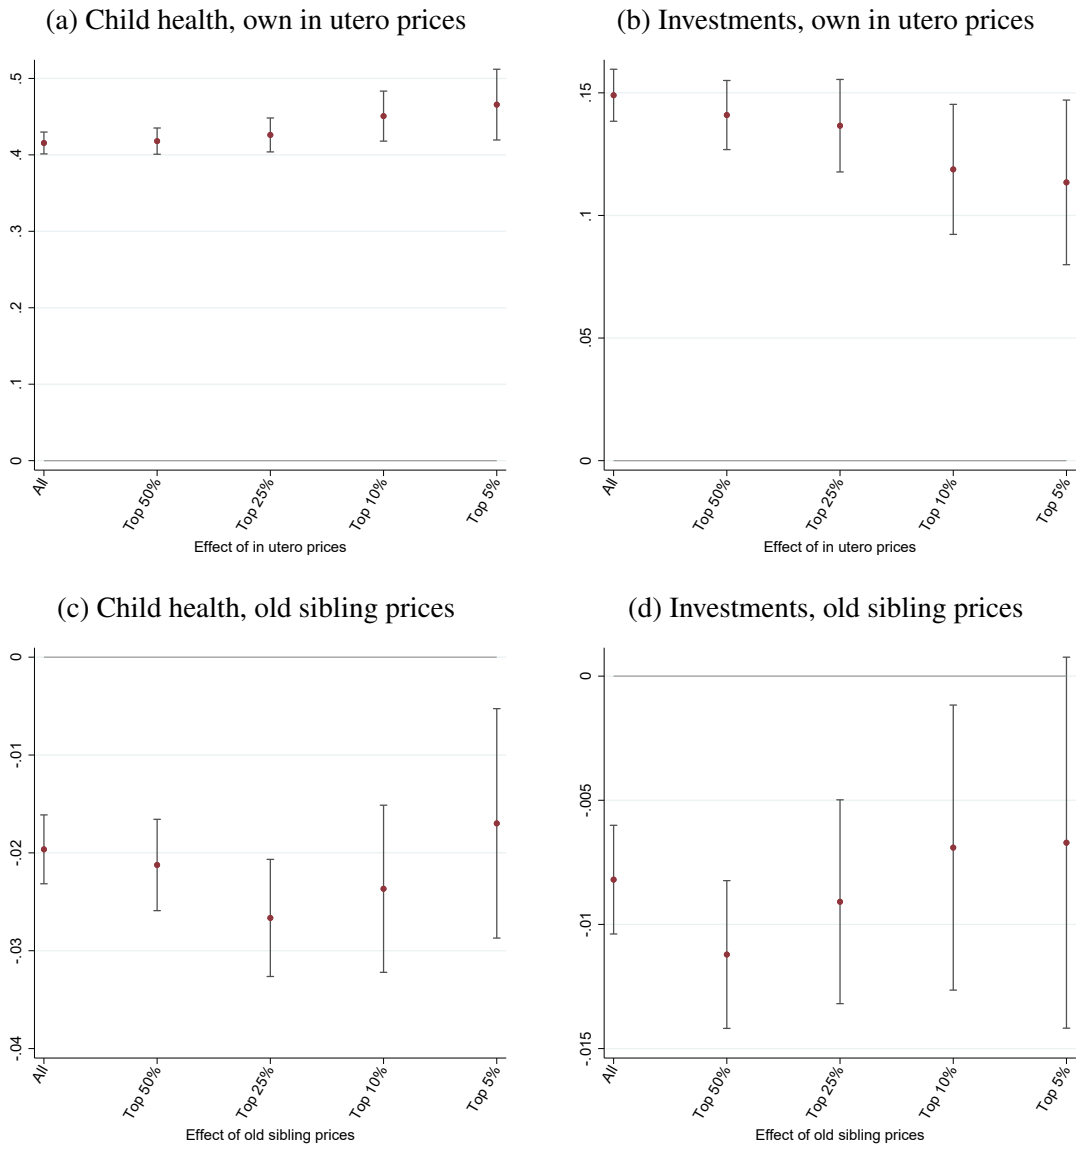 (a) Child health, own in utero prices
.5
.4
.3
.2
.1
0
All
Top 50%
Top 25%
Top 10%
Top 5%
Effect of in utero prices
(b) Investments, own in utero prices
.15
.1
.05
0
All
Top 50%
Top 25%
Top 10%
Top 5%
Effect of in utero prices
(c) Child health, old sibling prices
0
-.01
-.02
-.03
-.04
All
Top 50%
Top 25%
Top 10%
Top 5%
Effect of old sibling prices
(d) Investments, old sibling prices
0
-.005
-.01
-.015
All
Top 50%
Top 25%
Top 10%
Top 5%
Effect of old sibling prices